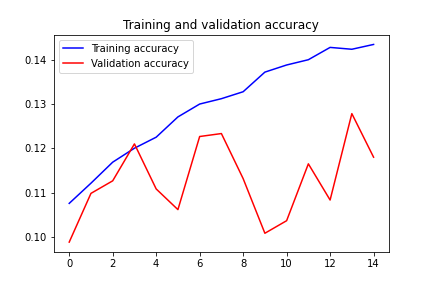 Training and validation accuracy
Training accuracy
Validation accuracy
0.14
0.13
0.12
0.11
0.10
0 2 4 6 8 10 12 14